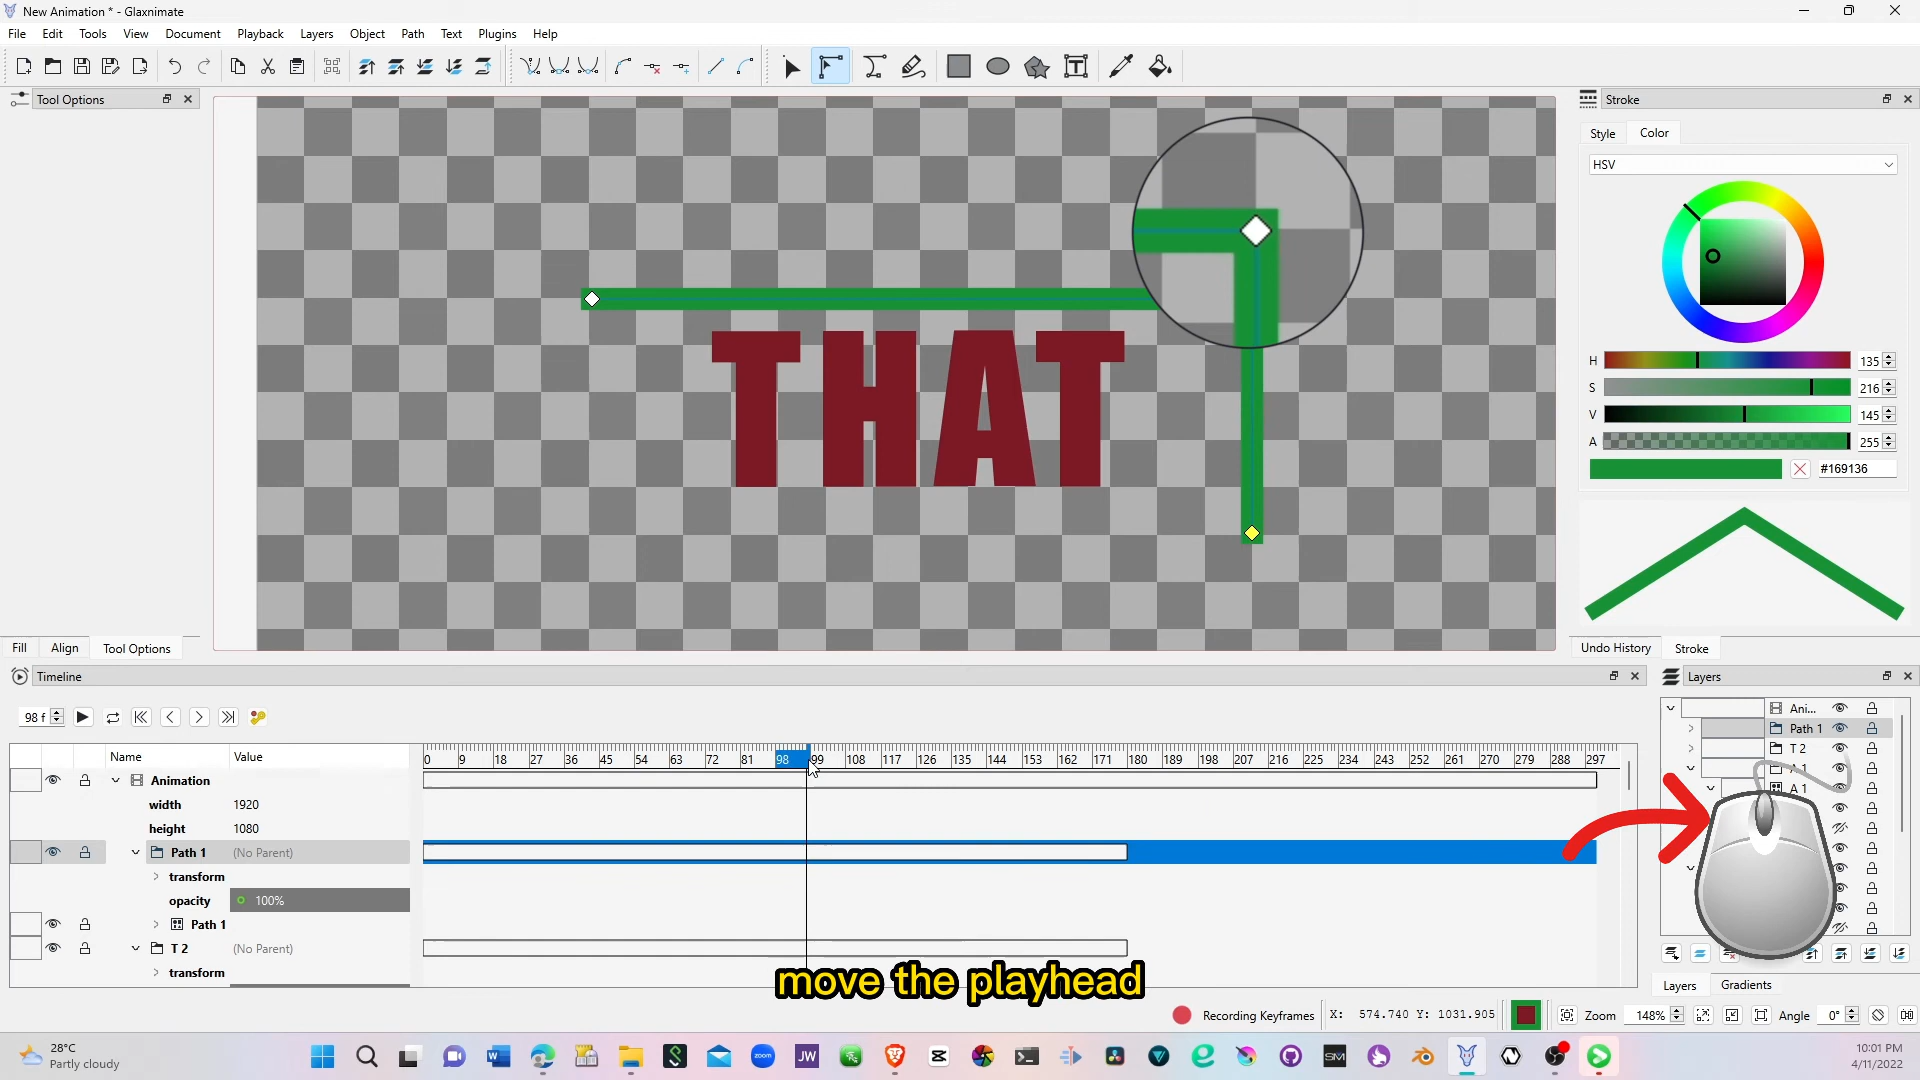 New Animation * - Glaxnimate
File Edit Tools View Document Playback Layers Object Path Text Plugins Help
Tool Options
Stroke
Style Color
HSV
THAT
H 135
S 216
V 145
A 255
#169136
Fill Align Tool Options
Undo History Stroke
Timeline
Layers
98 f
Name Value
0 9 18 27 36 45 54 63 72 81 98 99 108 117 126 135 144 153 162 171 180 189 198 207 216 225 234 243 252 261 270 279 288 297
Animation
width 1920
height 1080
Path 1 (No Parent)
transform
opacity 100%
Path 1
T 2 (No Parent)
transform
Ani...
Path 1
T 2
A 1
A 1
move the playhead
Layers Gradients
Recording Keyframes X: 574.740 Y: 1031.905 Zoom 148% Angle 0°
28°C
Partly cloudy
zoom
JW
SM
10:01 PM
4/11/2022